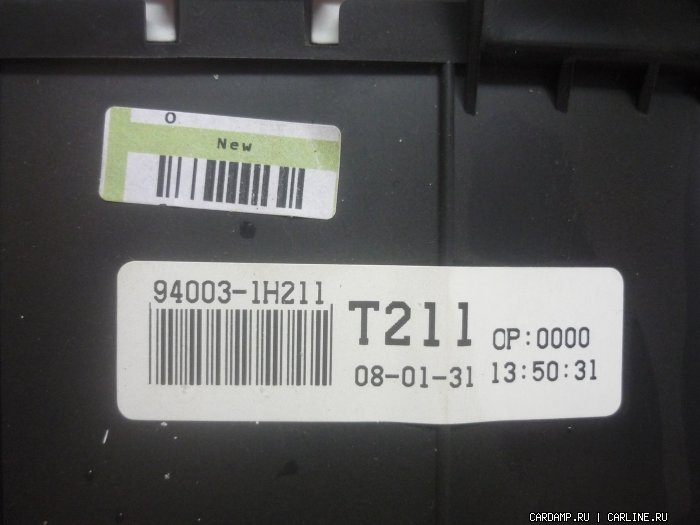 O
New
94003-1H211
T211
OP:0000
08-01-31
13:50:31
CARDAMP.RU | CARLINE.RU